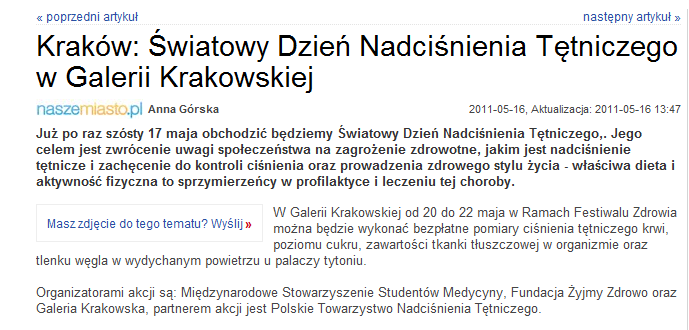 « poprzedni artykuł
następny artykuł »
Kraków: Światowy Dzień Nadciśnienia Tętniczego
w Galerii Krakowskiej
naszemiasto.pl Anna Górska
2011-05-16, Aktualizacja: 2011-05-16 13:47
Już po raz szósty 17 maja obchodzić będziemy Światowy Dzień Nadciśnienia Tętniczego,. Jego
celem jest zwrócenie uwagi społeczeństwa na zagrożenie zdrowotne, jakim jest nadciśnienie
tętnicze i zachęcenie do kontroli ciśnienia oraz prowadzenia zdrowego stylu życia - właściwa dieta i
aktywność fizyczna to sprzymierzeńcy w profilaktyce i leczeniu tej choroby.
Masz zdjęcie do tego tematu? Wyślij »
W Galerii Krakowskiej od 20 do 22 maja w Ramach Festiwalu Zdrowia
można będzie wykonać bezpłatne pomiary ciśnienia tętniczego krwi,
poziomu cukru, zawartości tkanki tłuszczowej w organizmie oraz
tlenku węgla w wydychanym powietrzu u palaczy tytoniu.
Organizatorami akcji są: Międzynarodowe Stowarzyszenie Studentów Medycyny, Fundacja Żyjmy Zdrowo oraz
Galeria Krakowska, partnerem akcji jest Polskie Towarzystwo Nadciśnienia Tętniczego.